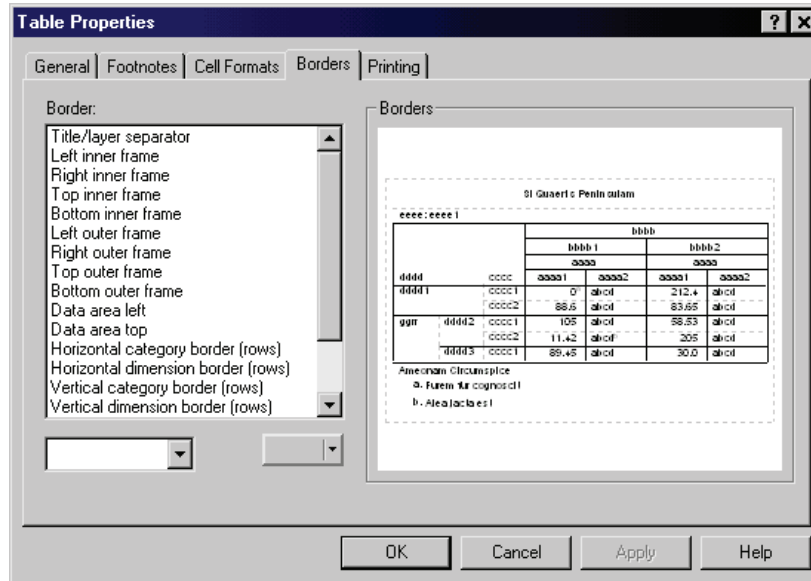 Table Properties
General Footnotes Cell Formats Borders Printing
Border:
Title/layer separator
Left inner frame
Right inner frame
Top inner frame
Bottom inner frame
Left outer frame
Right outer frame
Top outer frame
Bottom outer frame
Data area left
Data area top
Horizontal category border (rows)
Horizontal dimension border (rows)
Vertical category border (rows)
Vertical dimension border (rows)
Borders
Si Quaeris Peninsulam
eeee:eeee1
bbbb
bbbb1 bbbb2
aaaa aaaa
dddd cccc aaaa1 aaaa2 aaaa1 aaaa2
dddd1 cccc1 0 abcd 212.4 abcd
cccc2 88.6 abcd 83.65 abcd
ggrr dddd2 cccc1 105 abcd 58.53 abcd
cccc2 11.42 abcd 205 abcd
dddd3 cccc1 89.45 abcd 30.0 abcd
Ameonam Circumspice
a. Furem fur cognoscit
b. Alea jacta est
OK Cancel Apply Help